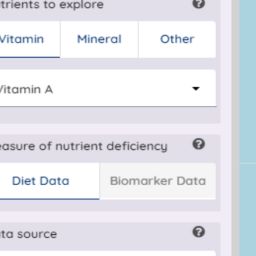 trients to explore
Vitamin Mineral Other
Vitamin A
easure of nutrient deficiency
Diet Data Biomarker Data
ta source